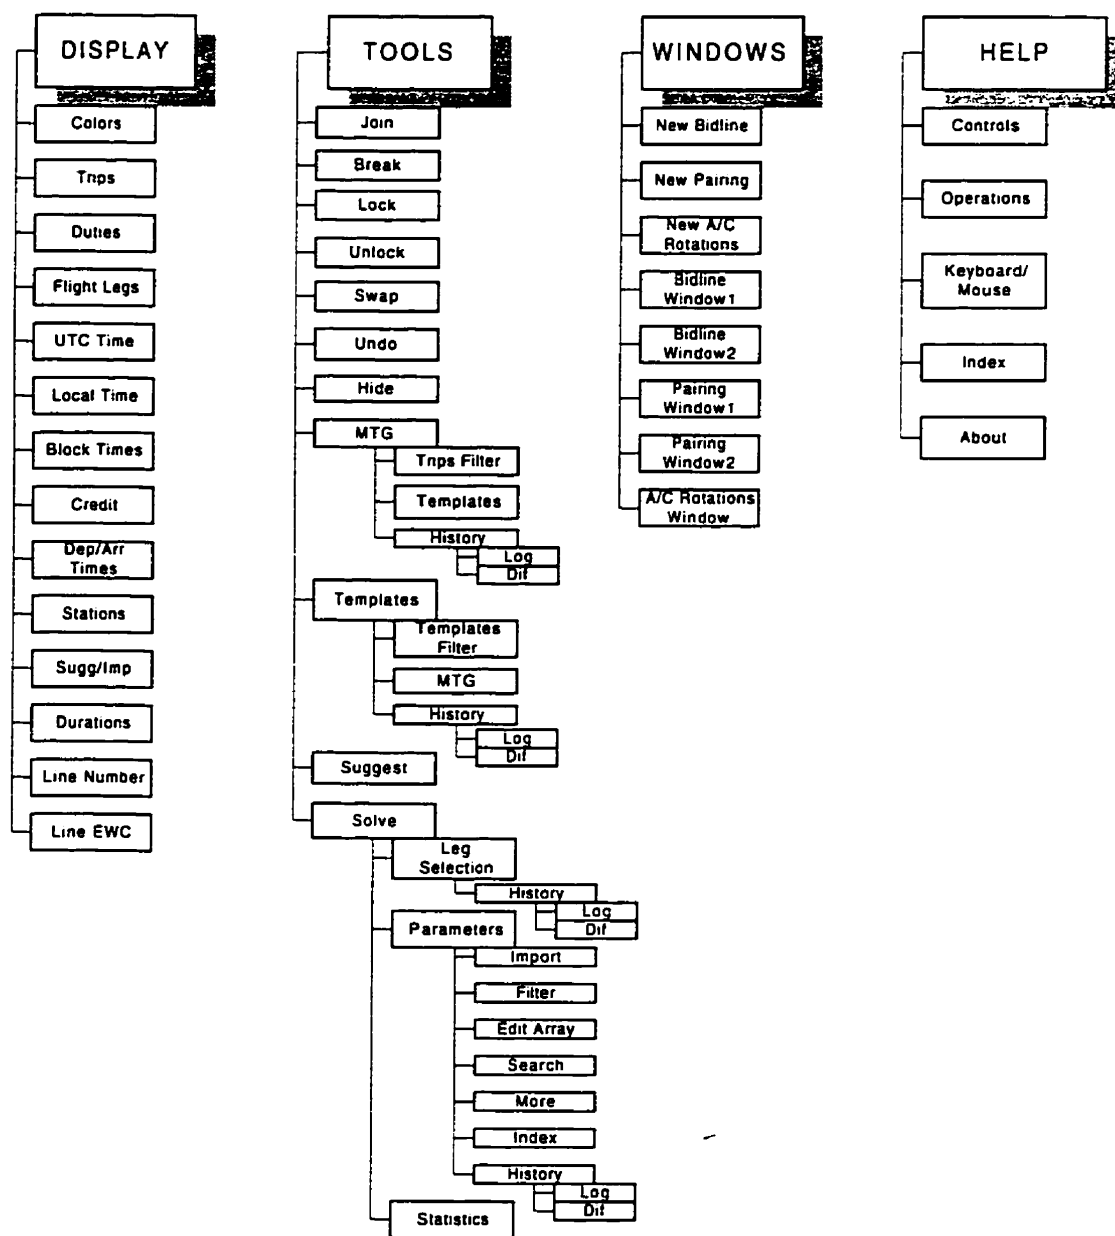 DISPLAY
Colors
Trips
Duties
Flight Legs
UTC Time
Local Time
Block Times
Credit
Dep/Arr
Times
Stations
Sugg/Imp
Durations
Line Number
Line EWC
TOOLS
Join
Break
Lock
Unlock
Swap
Undo
Hide
MTG
Trips Filter
Templates
History
Log
Dif
Templates
Templates
Filter
MTG
History
Log
Dif
Suggest
Solve
Leg
Selection
History
Log
Dif
Parameters
Import
Filter
Edit Array
Search
More
Index
History
Log
Dif
Statistics
WINDOWS
New Bidline
New Pairing
New A/C
Rotations
Bidline
Window1
Bidline
Window2
Pairing
Window1
Pairing
Window2
A/C Rotations
Window
HELP
Controls
Operations
Keyboard/
Mouse
Index
About